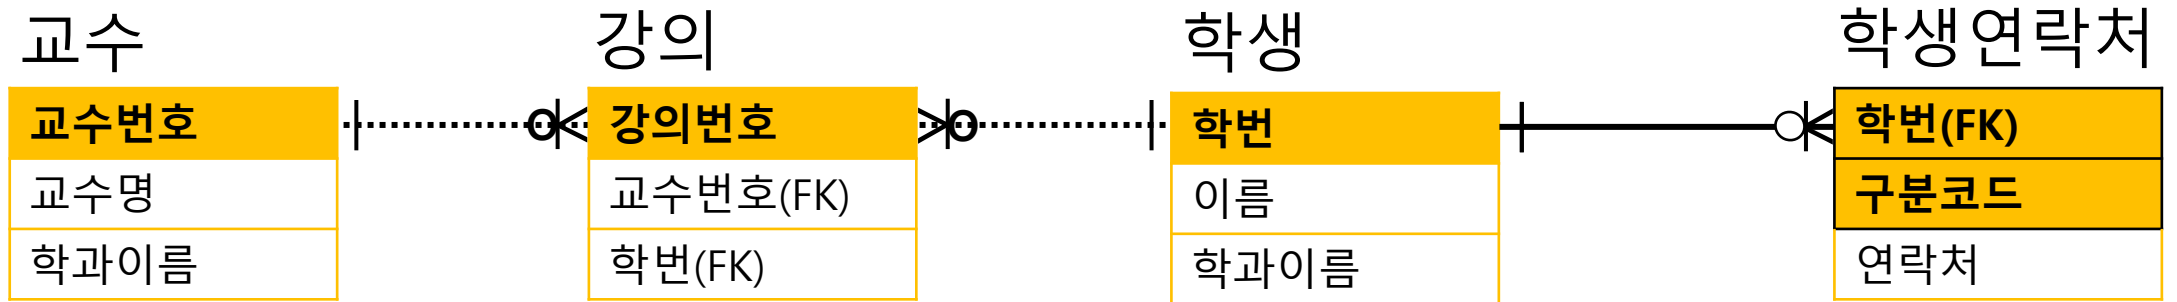 교수
교수번호
교수명
학과이름
강의
강의번호
교수번호(FK)
학번(FK)
학생
학번
이름
학과이름
학생연락처
학번(FK)
구분코드
연락처